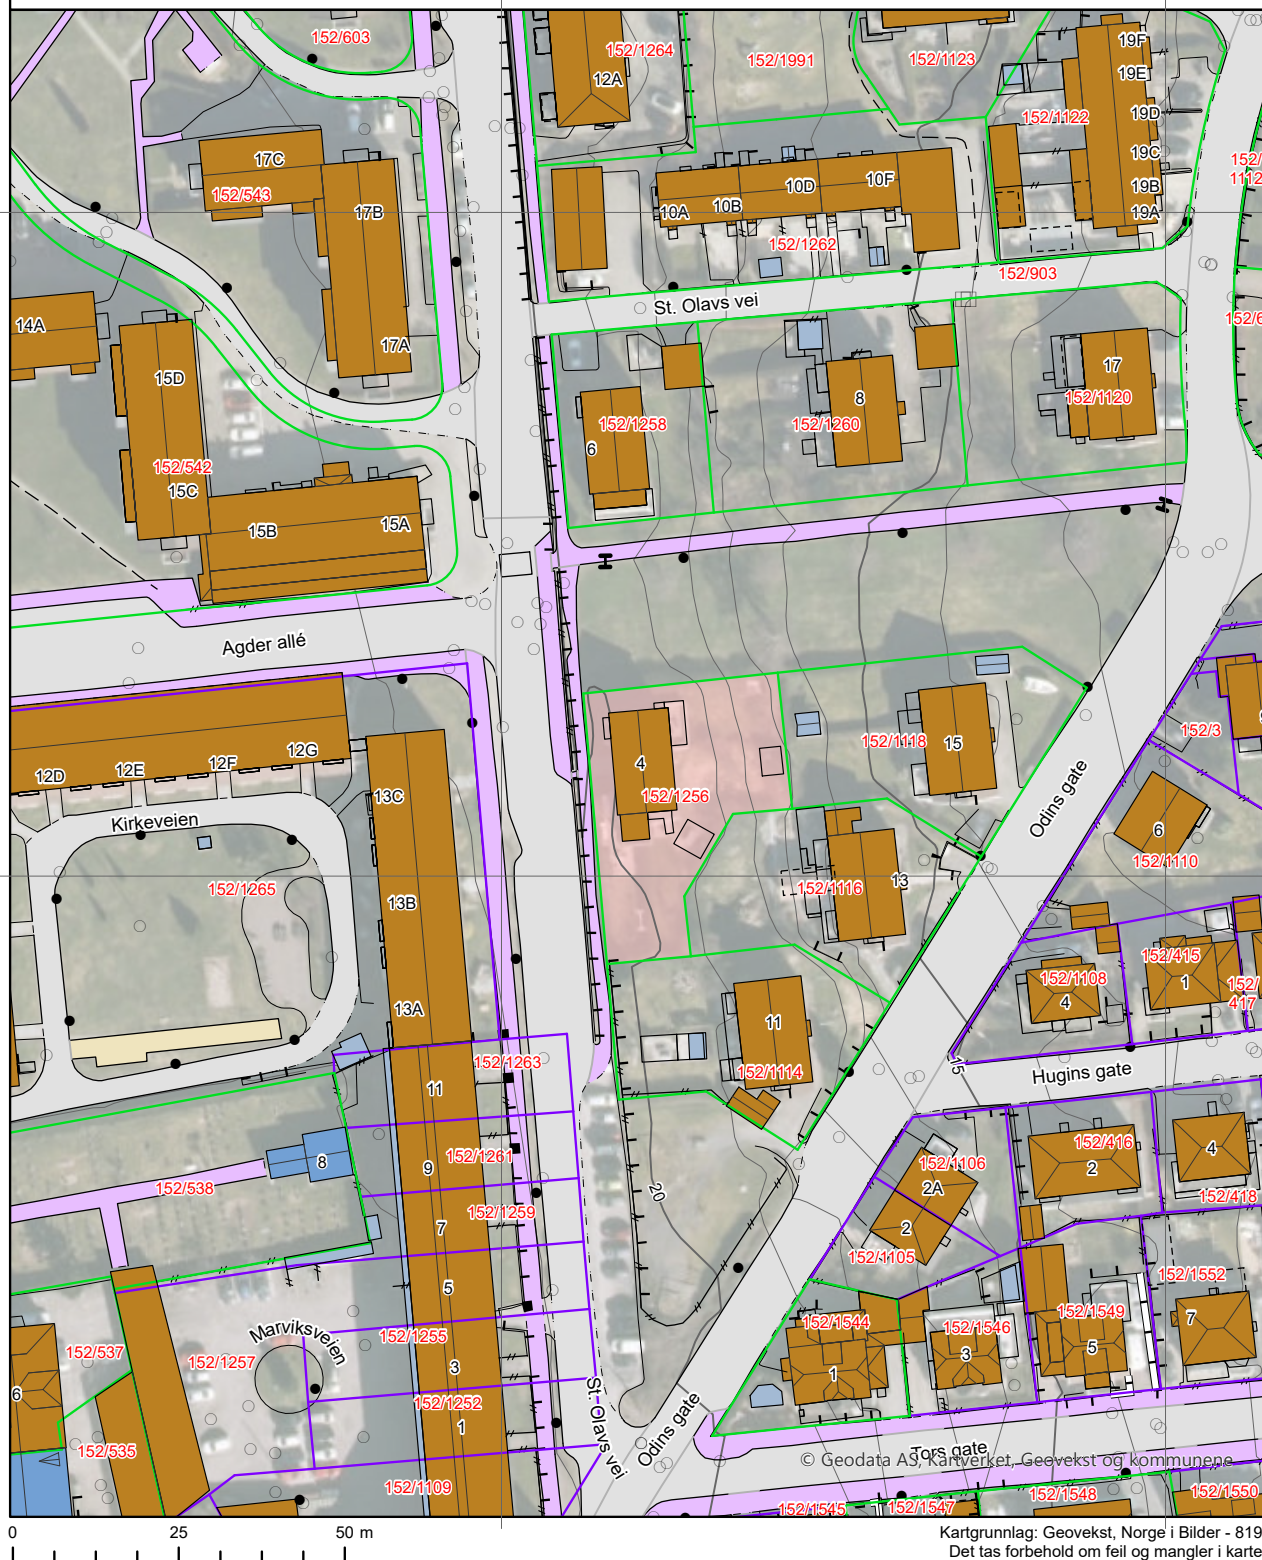 152/603
152/1264
12A
152/1991
152/1123
19F
19E
152/1122
19D
17C
19C
152/
1112
152/543
10D
10F
19B
17B
10A
10B
19A
152/1262
152/903
St. Olavs vei
14A
152/6
17A
15D
17
8
152/1120
152/1258
152/1260
6
152/542
15C
15B
15A
Agder allé
152/3
152/1118
15
12G
12F
4
12E
12D
13C
152/1256
Odins gate
Kirkeveien
6
152/1110
13
152/1265
152/1116
13B
152/415
152/1108
1
152/
417
4
13A
11
152/1263
15
152/1114
Hugins gate
11
152/416
4
152/1261
8
9
152/1106
2
2A
152/538
20
152/418
152/1259
7
2
152/1105
152/1552
5
152/1549
7
152/1544
Marviksveien
152/1255
152/1546
152/537
152/1257
5
3
3
1
6
152/1252
St. Olavs vei
Odins gate
1
152/535
Tors gate
© Geodata AS, Kartverket, Geovekst og kommunene
152/1109
152/1548
152/1550
152/1545
152/1547
0 25 50 m
Kartgrunnlag: Geovekst, Norge i Bilder - 819
Det tas forbehold om feil og mangler i karte